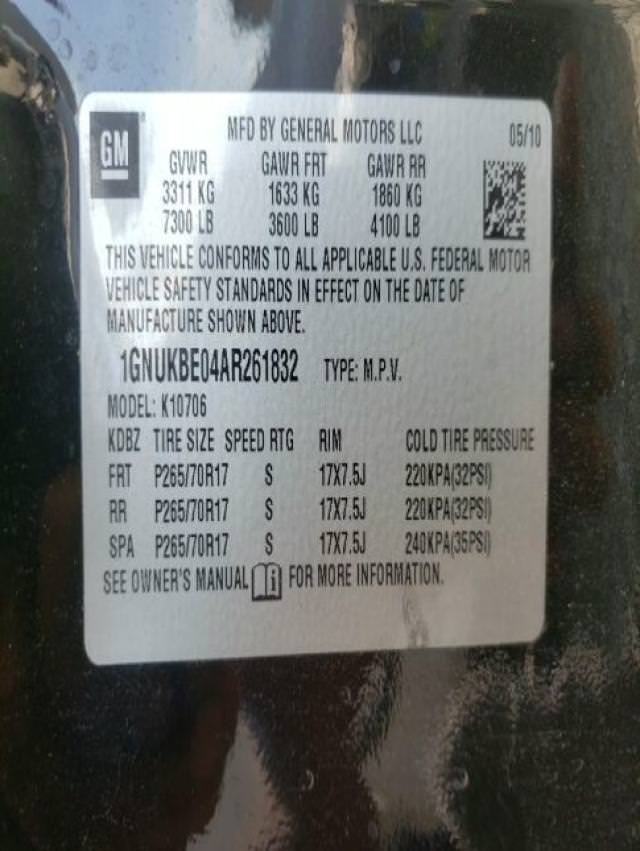 GM
MFD BY GENERAL MOTORS LLC 05/10
GVWR GAWR FRT GAWR RR
3311 KG 1633 KG 1860 KG
7300 LB 3600 LB 4100 LB
THIS VEHICLE CONFORMS TO ALL APPLICABLE U.S. FEDERAL MOTOR
VEHICLE SAFETY STANDARDS IN EFFECT ON THE DATE OF
MANUFACTURE SHOWN ABOVE.
1GNUKBE04AR261832 TYPE: M.P.V.
MODEL: K10706
KDBZ TIRE SIZE SPEED RTG RIM COLD TIRE PRESSURE
FRT P265/70R17 S 17X7.5J 220KPA(32PSI)
RR P265/70R17 S 17X7.5J 220KPA(32PSI)
SPA P265/70R17 S 17X7.5J 240KPA(35PSI)
SEE OWNER'S MANUAL FOR MORE INFORMATION.